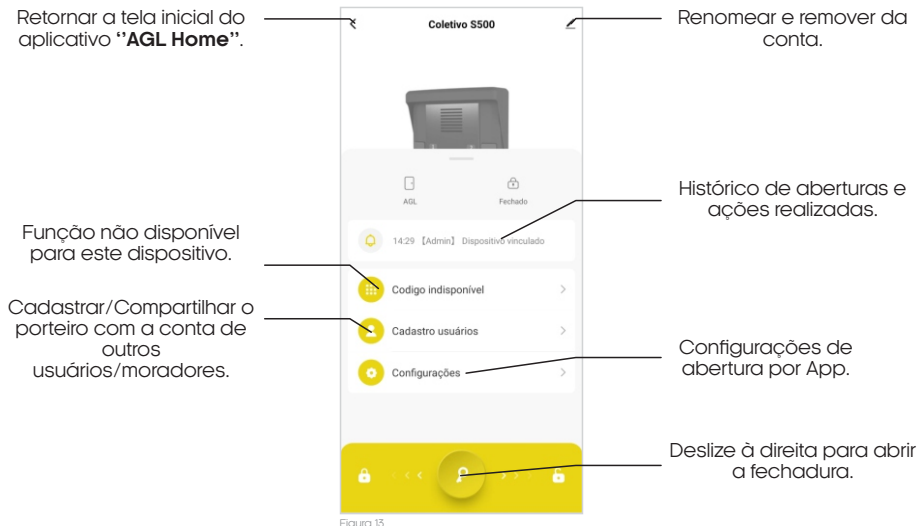 Retornar a tela inicial do
aplicativo ‘’AGL Home’’.
Coletivo S500
Renomear e remover da
conta.
AGL
Fechado
Histórico de aberturas e
ações realizadas.
14:29 【Admin】 Dispositivo vinculado
Função não disponível
para este dispositivo.
Codigo indisponível
Cadastrar/Compartilhar o
porteiro com a conta de
outros
usuários/moradores.
Cadastro usuários
Configurações
Configurações de
abertura por App.
Deslize à direita para abrir
a fechadura.
Figura 13